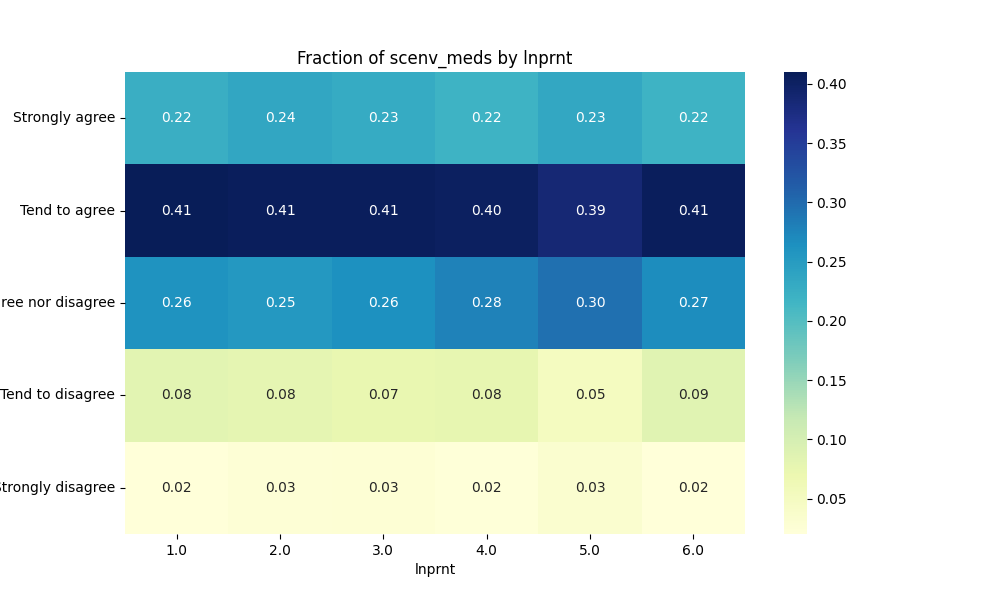 Fraction of scenv_meds by lnprnt
Strongly agree 0.22 0.24 0.23 0.22 0.23 0.22
Tend to agree 0.41 0.41 0.41 0.40 0.39 0.41
ree nor disagree 0.26 0.25 0.26 0.28 0.30 0.27
Tend to disagree 0.08 0.08 0.07 0.08 0.05 0.09
trongly disagree 0.02 0.03 0.03 0.02 0.03 0.02
1.0 2.0 3.0 4.0 5.0 6.0
lnprnt
0.40
0.35
0.30
0.25
0.20
0.15
0.10
0.05